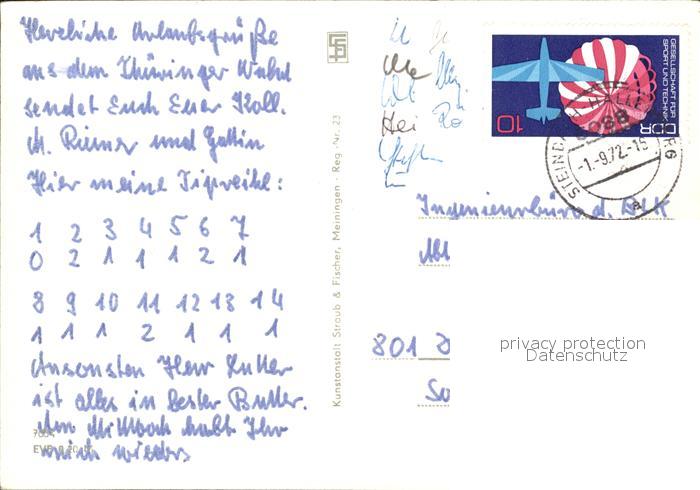 Herzliche Urlaubsgrüße
aus dem Thüringer Wald
sendet Euch Euer Koll.
M. Riemer und Gattin
Hier meine Tipreihe:
1 2 3 4 5 6 7
0 2 1 1 1 2 1
8 9 10 11 12 13 14
1 1 1 2 1 1 1
Ansonsten Herr
ist alles in bester Butter.
Am Mittwoch habt Ihr
mich wieder
Kunstanstalt Straub & Fischer, Meiningen · Reg.-Nr. 23
GESELLSCHAFT FÜR
SPORT UND TECHNIK
DDR
10
-1.-9.72.-15
a
Ingenieurbüro d.
801 D
So
privacy protection
Datenschutz